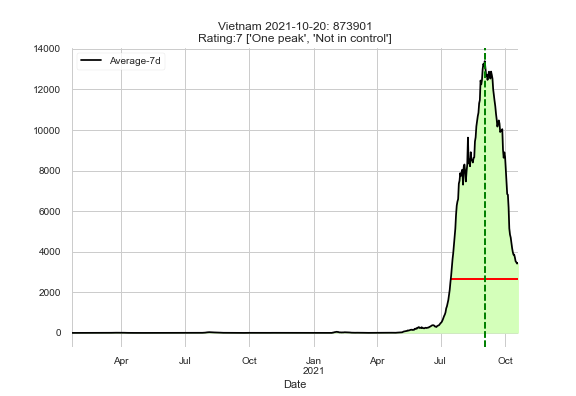 Vietnam 2021-10-20: 873901
Rating:7 ['One peak', 'Not in control']
14000
Average-7d
12000
10000
8000
6000
4000
2000
0
Apr Jul Oct Jan Apr Jul Oct
2021
Date